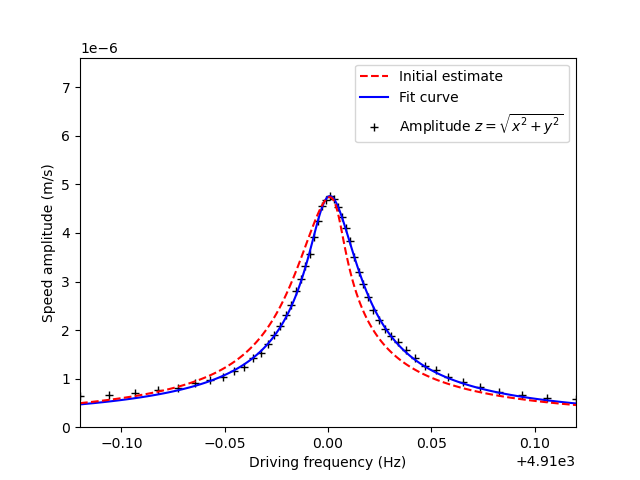 1e−6
7
6
5
4
3
2
1
0
Speed amplitude (m/s)
Initial estimate
Fit curve
Amplitude z = √x² + y²
−0.10
−0.05
0.00
0.05
0.10
+4.91e3
Driving frequency (Hz)